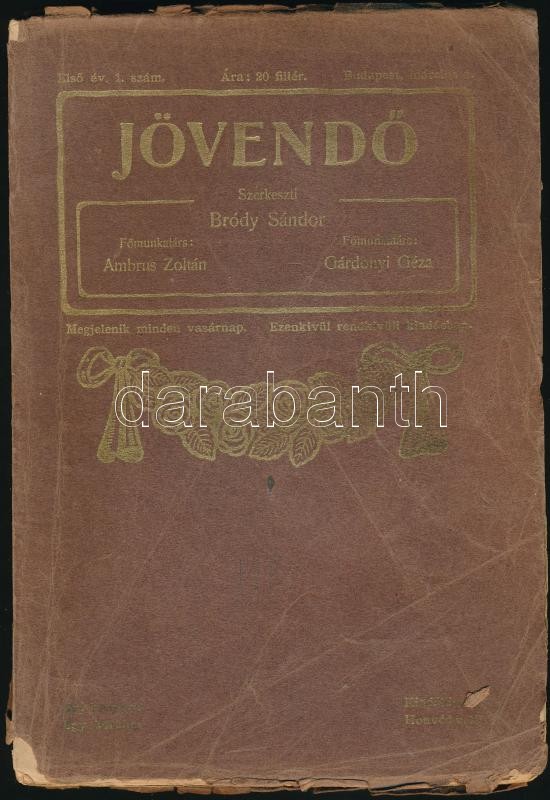 Első év. 1. szám. Ára: 20 fillér. Budapest, március
JÖVENDŐ
Szerkeszti
Bródy Sándor
Főmunkatárs: Főmunkatárs:
Ambrus Zoltán Gárdonyi Géza
Megjelenik minden vasárnap. Ezenkívül rendkívüli kiadásban.
darabanth